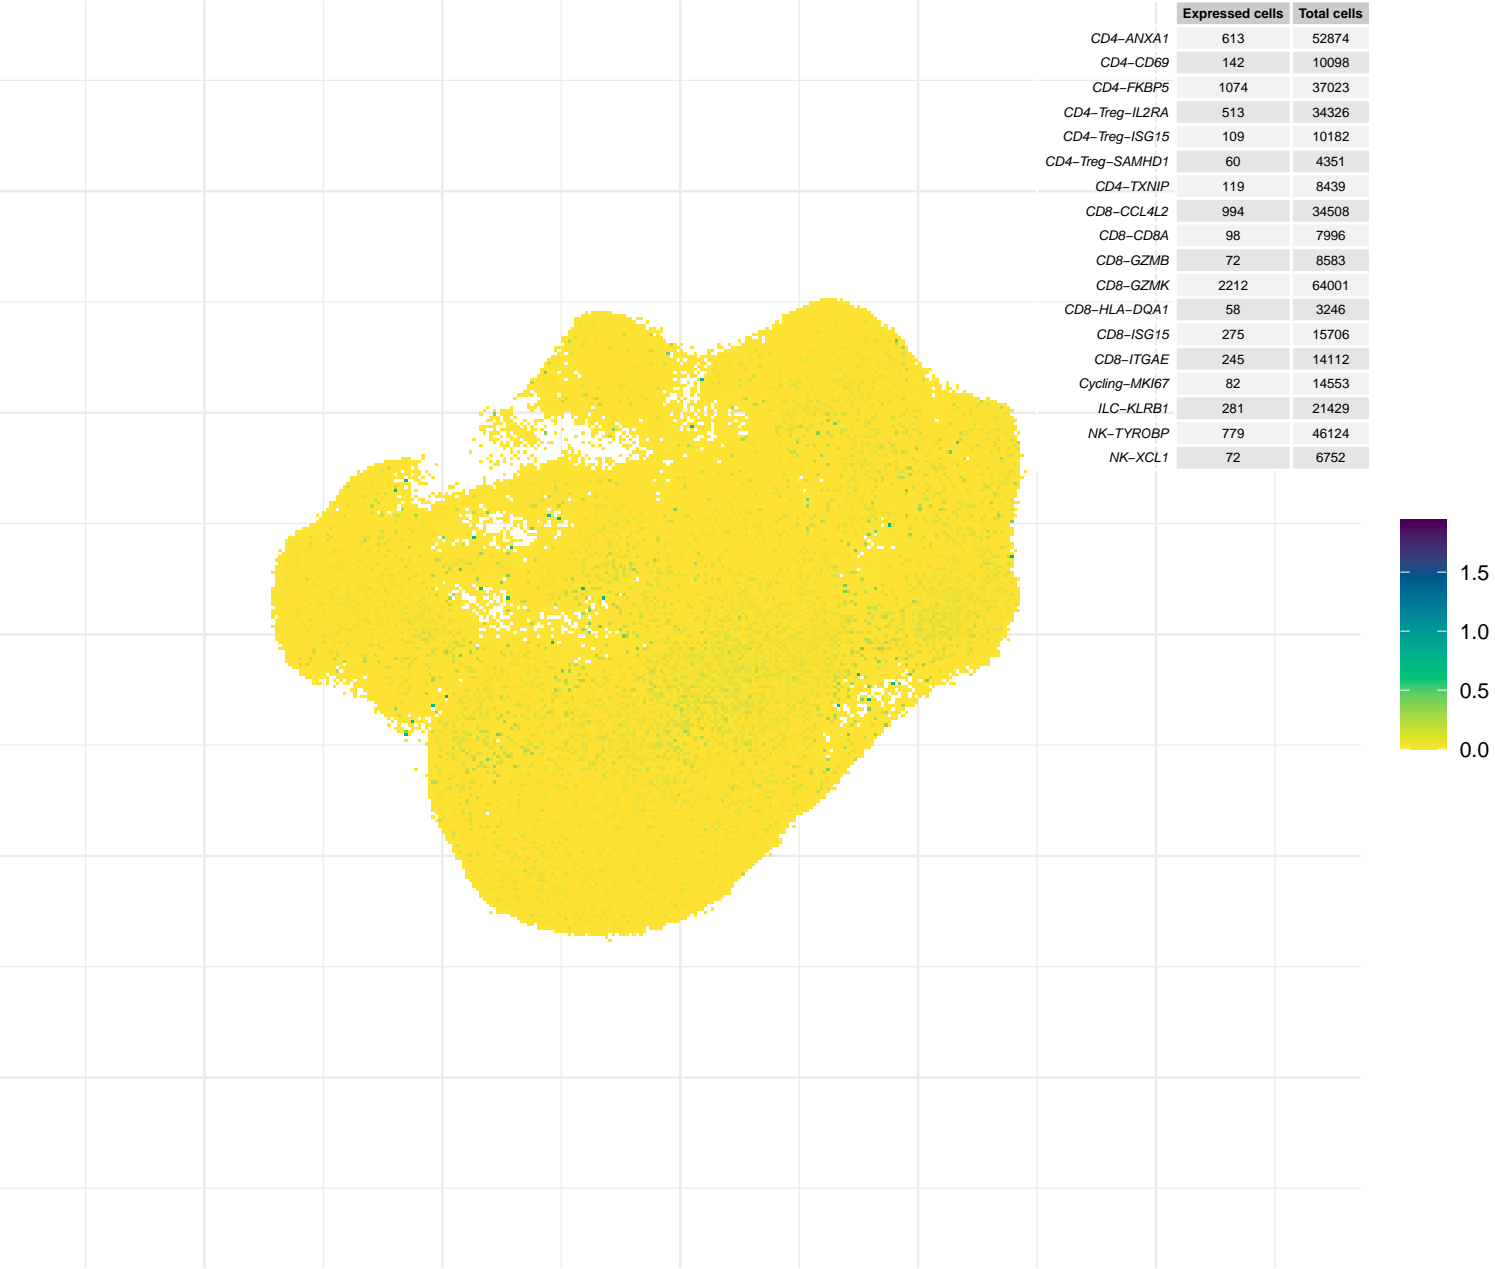 Expressed cells Total cells
CD4−ANXA1 613 52874
CD4−CD69 142 10098
CD4−FKBP5 1074 37023
CD4−Treg−IL2RA 513 34326
CD4−Treg−ISG15 109 10182
CD4−Treg−SAMHD1 60 4351
CD4−TXNIP 119 8439
CD8−CCL4L2 994 34508
CD8−CD8A 98 7996
CD8−GZMB 72 8583
CD8−GZMK 2212 64001
CD8−HLA−DQA1 58 3246
CD8−ISG15 275 15706
CD8−ITGAE 245 14112
Cycling−MKI67 82 14553
ILC−KLRB1 281 21429
NK−TYROBP 779 46124
NK−XCL1 72 6752
1.5
1.0
0.5
0.0